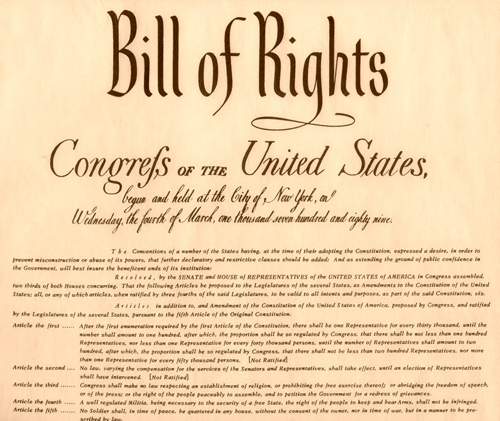 Bill of Rights
Congreſs OF THE United States,
begun and held at the City of New York, on
Wednesday, the fourth of March, one thousand seven hundred and eighty nine.
The Conventions of a number of the States having, at the time of their adopting the Constitution, expressed a desire, in order to
prevent misconstruction or abuse of its powers, that further declaratory and restrictive clauses should be added: And as extending the ground of public confidence in
the Government, will best insure the beneficent ends of its institution:
Resolved, by the SENATE and HOUSE of REPRESENTATIVES of the UNITED STATES of AMERICA in Congress assembled,
two thirds of both Houses concurring. That the following Articles be proposed to the Legislatures of the several States, as Amendments to the Constitution of the United
States; all, or any of which articles, when ratified by three fourths of the said Legislatures, to be valid to all intents and purposes, as part of the said Constitution, viz.
Articles in addition to, and Amendment of the Constitution of the United States of America, proposed by Congress, and ratified
by the Legislatures of the several States, pursuant to the fifth Article of the Original Constitution.
Article the first ...... After the first enumeration required by the first Article of the Constitution, there shall be one Representative for every thirty thousand, until the
number shall amount to one hundred, after which, the proportion shall be so regulated by Congress, that there shall be not less than one hundred
Representatives, nor less than one Representative for every forty thousand persons, until the number of Representatives shall amount to two
hundred, after which, the proportion shall be so regulated by Congress, that there shall not be less than two hundred Representatives, nor more
than one Representative for every fifty thousand persons. [Not Ratified]
Article the second .... No law, varying the compensation for the services of the Senators and Representatives, shall take effect, until an election of Representatives
shall have intervened. [Not Ratified]
Article the third ....... Congress shall make no law respecting an establishment of religion, or prohibiting the free exercise thereof; or abridging the freedom of speech,
or of the press; or the right of the people peaceably to assemble, and to petition the Government for a redress of grievances.
Article the fourth ..... A well regulated Militia, being necessary to the security of a free State, the right of the people to keep and bear Arms, shall not be infringed.
Article the fifth ....... No Soldier shall, in time of peace, be quartered in any house, without the consent of the owner, nor in time of war, but in a manner to be pre-
scribed by law.